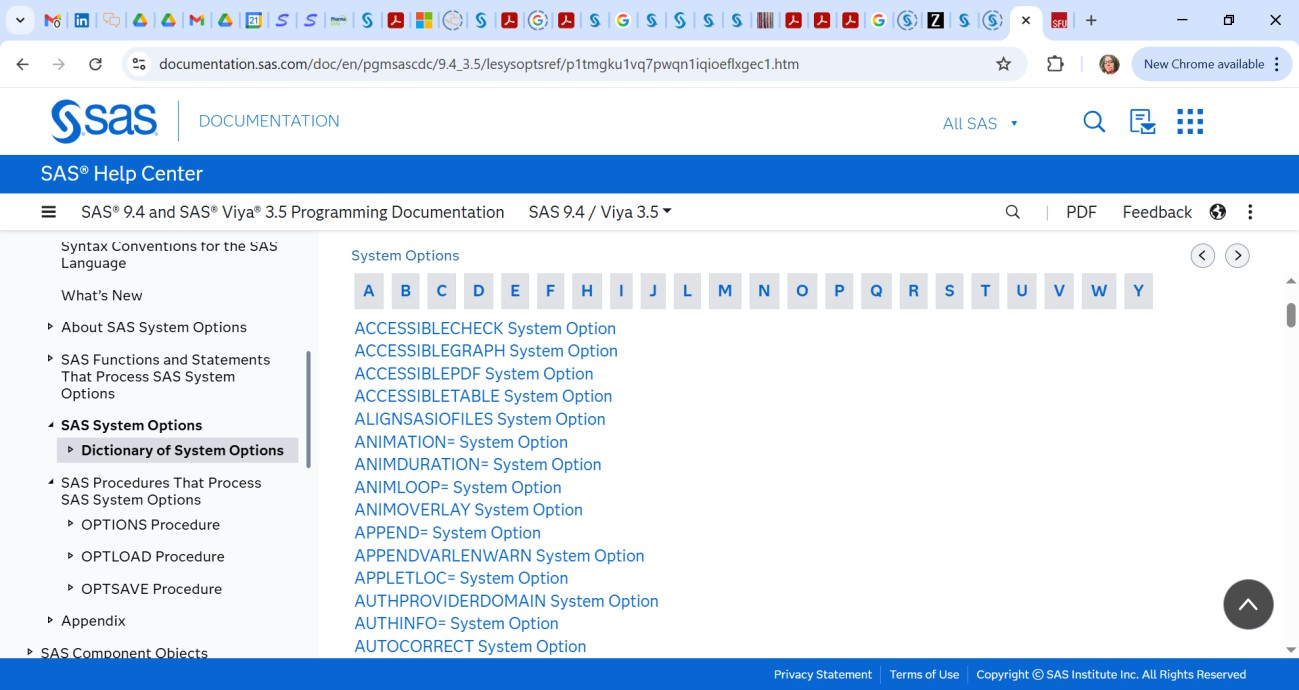 documentation.sas.com/doc/en/pgmsascdc/9.4_3.5/lesysoptsref/p1tmgku1vq7pwqn1iqioeflxgec1.htm
New Chrome available
sas
DOCUMENTATION
All SAS
SAS® Help Center
SAS® 9.4 and SAS® Viya® 3.5 Programming Documentation
SAS 9.4 / Viya 3.5
PDF
Feedback
Syntax Conventions for the SAS
Language
What's New
About SAS System Options
SAS Functions and Statements
That Process SAS System
Options
SAS System Options
Dictionary of System Options
SAS Procedures That Process
SAS System Options
OPTIONS Procedure
OPTLOAD Procedure
OPTSAVE Procedure
Appendix
SAS Component Objects
System Options
A B C D E F H I J L M N O P Q R S T U V W Y
ACCESSIBLECHECK System Option
ACCESSIBLEGRAPH System Option
ACCESSIBLEPDF System Option
ACCESSIBLETABLE System Option
ALIGNSASIOFILES System Option
ANIMATION= System Option
ANIMDURATION= System Option
ANIMLOOP= System Option
ANIMOVERLAY System Option
APPEND= System Option
APPENDVARLENWARN System Option
APPLETLOC= System Option
AUTHPROVIDERDOMAIN System Option
AUTHINFO= System Option
AUTOCORRECT System Option
Privacy Statement
Terms of Use
Copyright © SAS Institute Inc. All Rights Reserved